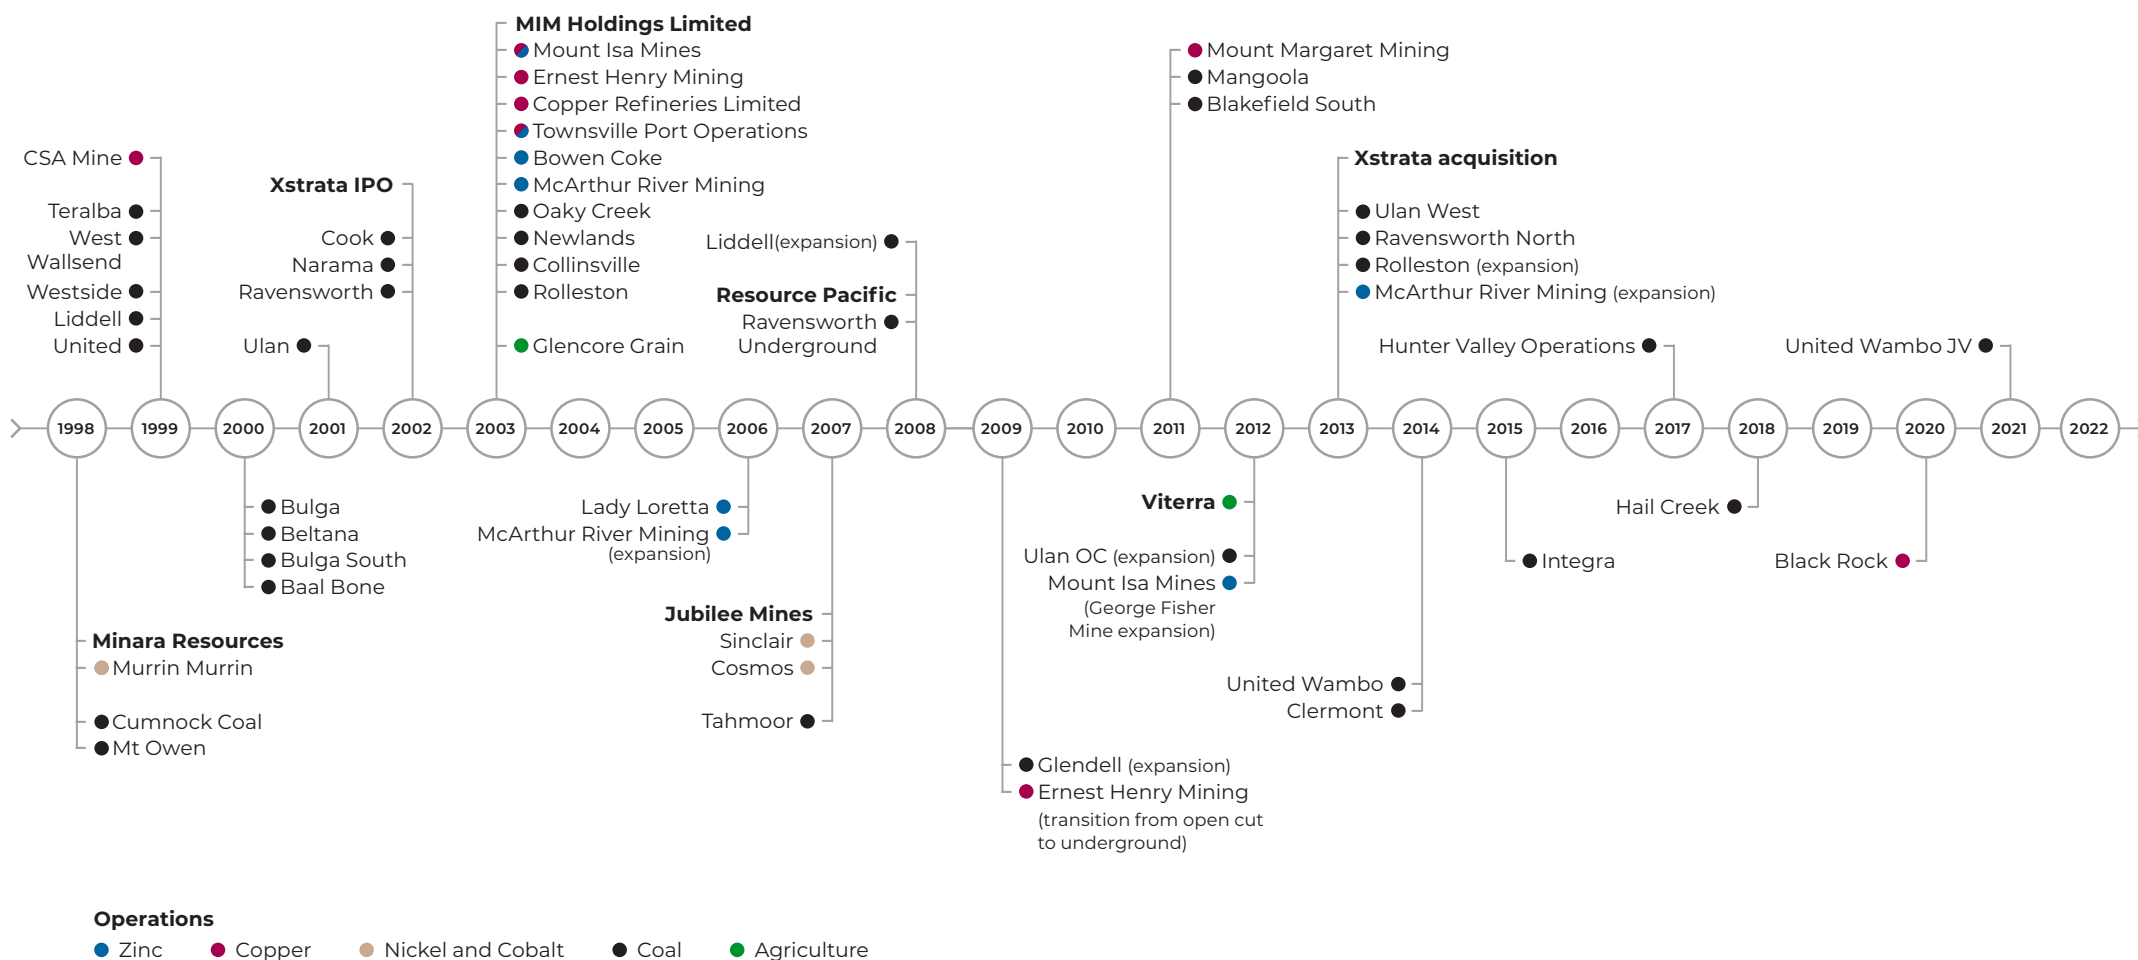 MIM Holdings Limited
Mount Isa Mines
Ernest Henry Mining
Copper Refineries Limited
Townsville Port Operations
Bowen Coke
McArthur River Mining
Oaky Creek
Newlands
Collinsville
Rolleston
Glencore Grain
Mount Margaret Mining
Mangoola
Blakefield South
CSA Mine
Teralba
West
Wallsend
Westside
Liddell
United
Xstrata IPO
Cook
Narama
Ravensworth
Ulan
Liddell(expansion)
Resource Pacific
Ravensworth
Underground
Xstrata acquisition
Ulan West
Ravensworth North
Rolleston (expansion)
McArthur River Mining (expansion)
Hunter Valley Operations
United Wambo JV
1998 1999 2000 2001 2002 2003 2004 2005 2006 2007 2008 2009 2010 2011 2012 2013 2014 2015 2016 2017 2018 2019 2020 2021 2022
Minara Resources
Murrin Murrin
Cumnock Coal
Mt Owen
Bulga
Beltana
Bulga South
Baal Bone
Lady Loretta
McArthur River Mining
(expansion)
Jubilee Mines
Sinclair
Cosmos
Tahmoor
Glendell (expansion)
Ernest Henry Mining
(transition from open cut
to underground)
Viterra
Ulan OC (expansion)
Mount Isa Mines
(George Fisher
Mine expansion)
United Wambo
Clermont
Integra
Hail Creek
Black Rock
Operations
Zinc Copper Nickel and Cobalt Coal Agriculture